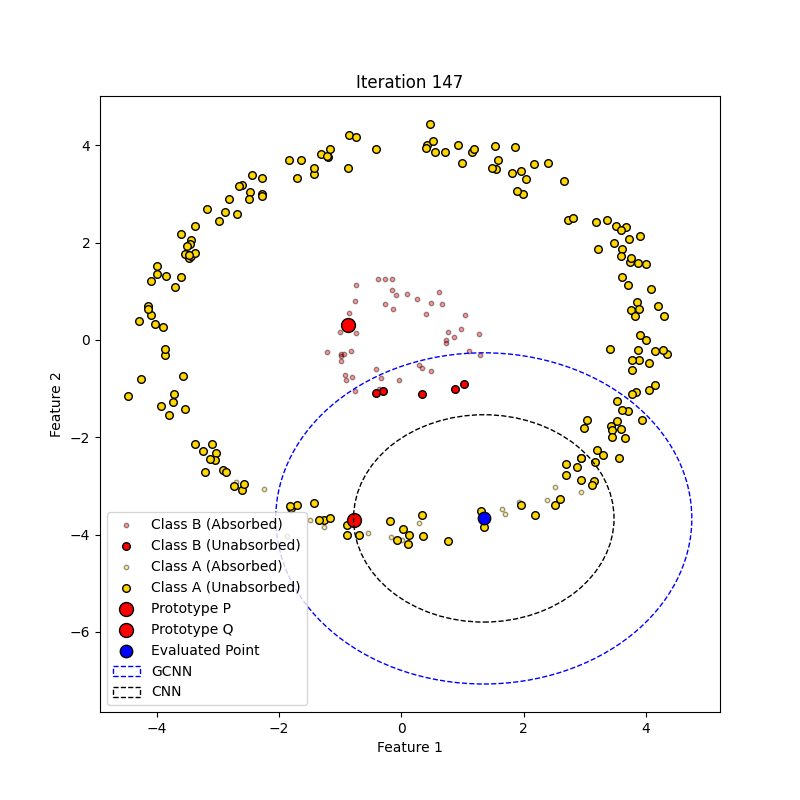 Iteration 147
4
2
0
−2
−4
−6
Feature 2
Class B (Absorbed)
Class B (Unabsorbed)
Class A (Absorbed)
Class A (Unabsorbed)
Prototype P
Prototype Q
Evaluated Point
GCNN
CNN
−4
−2
0
2
4
Feature 1